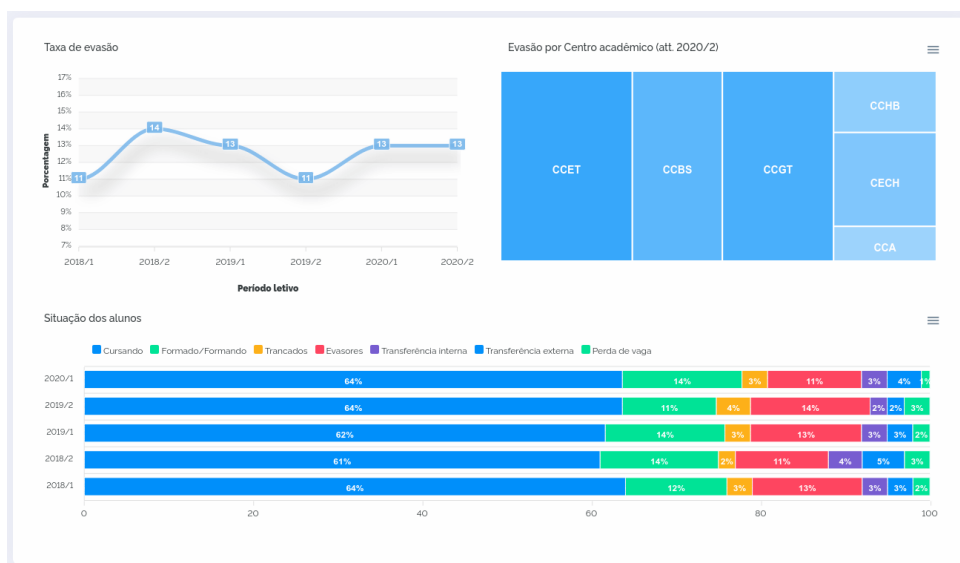 Taxa de evasão
17%
16%
15%
14%
13%
12%
11%
10%
9%
8%
7%
Porcentagem
11
14
13
11
13
13
2018/1 2018/2 2019/1 2019/2 2020/1 2020/2
Período letivo
Evasão por Centro acadêmico (att. 2020/2)
CCET
CCBS
CCGT
CCHB
CECH
CCA
Situação dos alunos
Cursando Formado/Formando Trancados Evasores Transferência interna Transferência externa Perda de vaga
2020/1 64% 14% 3% 11% 3% 4% 1%
2019/2 64% 11% 4% 14% 2% 2% 3%
2019/1 62% 14% 3% 13% 3% 3% 2%
2018/2 61% 14% 2% 11% 4% 5% 3%
2018/1 64% 12% 3% 13% 3% 3% 2%
0 20 40 60 80 100